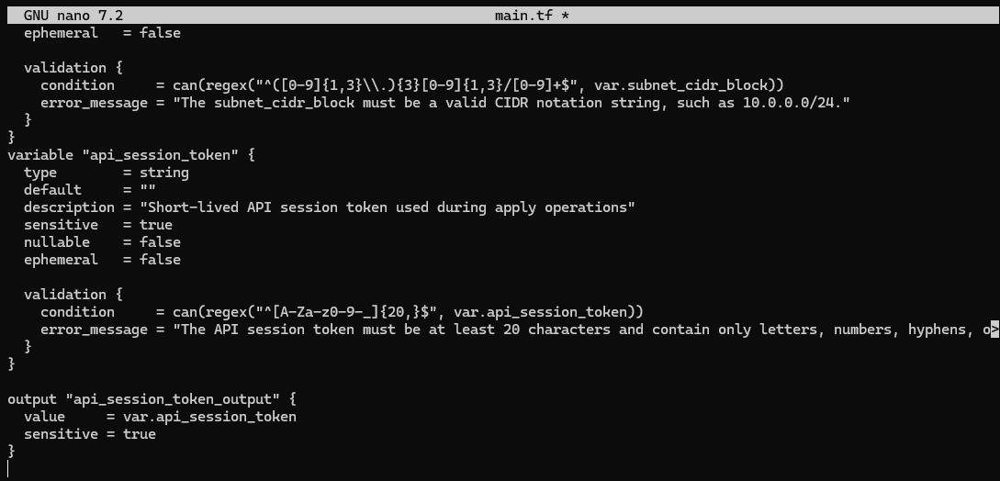 GNU nano 7.2 main.tf *
  ephemeral   = false

  validation {
    condition     = can(regex("^([0-9]{1,3}\\.){3}[0-9]{1,3}/[0-9]+$", var.subnet_cidr_block))
    error_message = "The subnet_cidr_block must be a valid CIDR notation string, such as 10.0.0.0/24."
  }
}
variable "api_session_token" {
  type        = string
  default     = ""
  description = "Short-lived API session token used during apply operations"
  sensitive   = true
  nullable    = false
  ephemeral   = false

  validation {
    condition     = can(regex("^[A-Za-z0-9-_]{20,}$", var.api_session_token))
    error_message = "The API session token must be at least 20 characters and contain only letters, numbers, hyphens, o>
  }
}

output "api_session_token_output" {
  value     = var.api_session_token
  sensitive = true
}